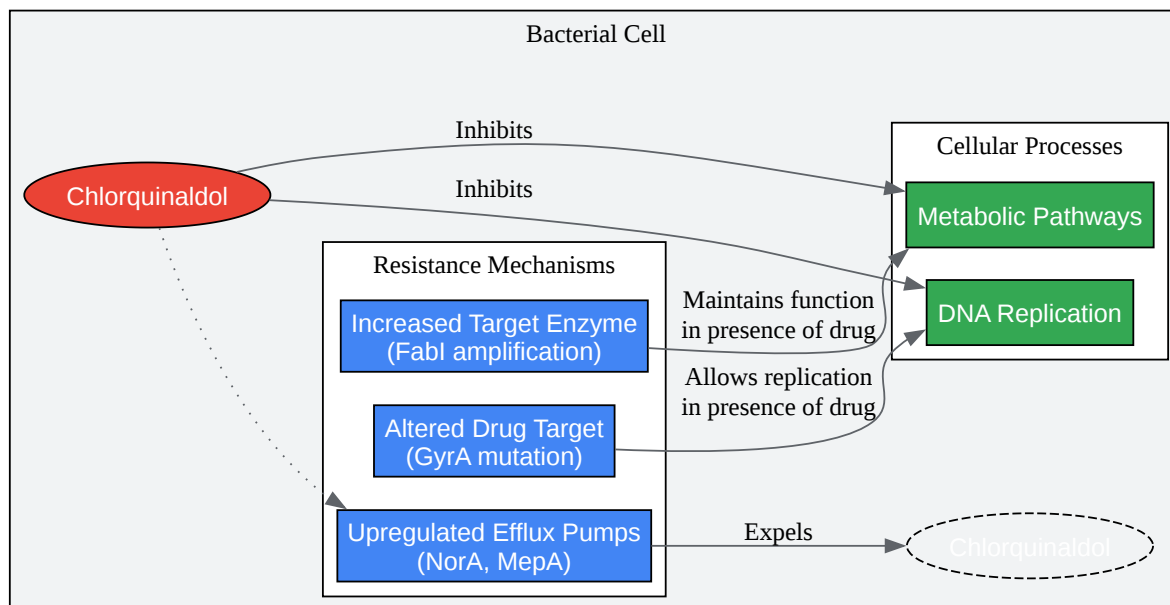 Bacterial Cell
Inhibits
Cellular Processes
Chlorquinaldol
Inhibits
Metabolic Pathways
Resistance Mechanisms
Increased Target Enzyme
(FabI amplification)
Maintains function
in presence of drug
DNA Replication
Allows replication
in presence of drug
Altered Drug Target
(GyrA mutation)
Upregulated Efflux Pumps
(NorA, MepA)
Expels
Chlorquinaldol